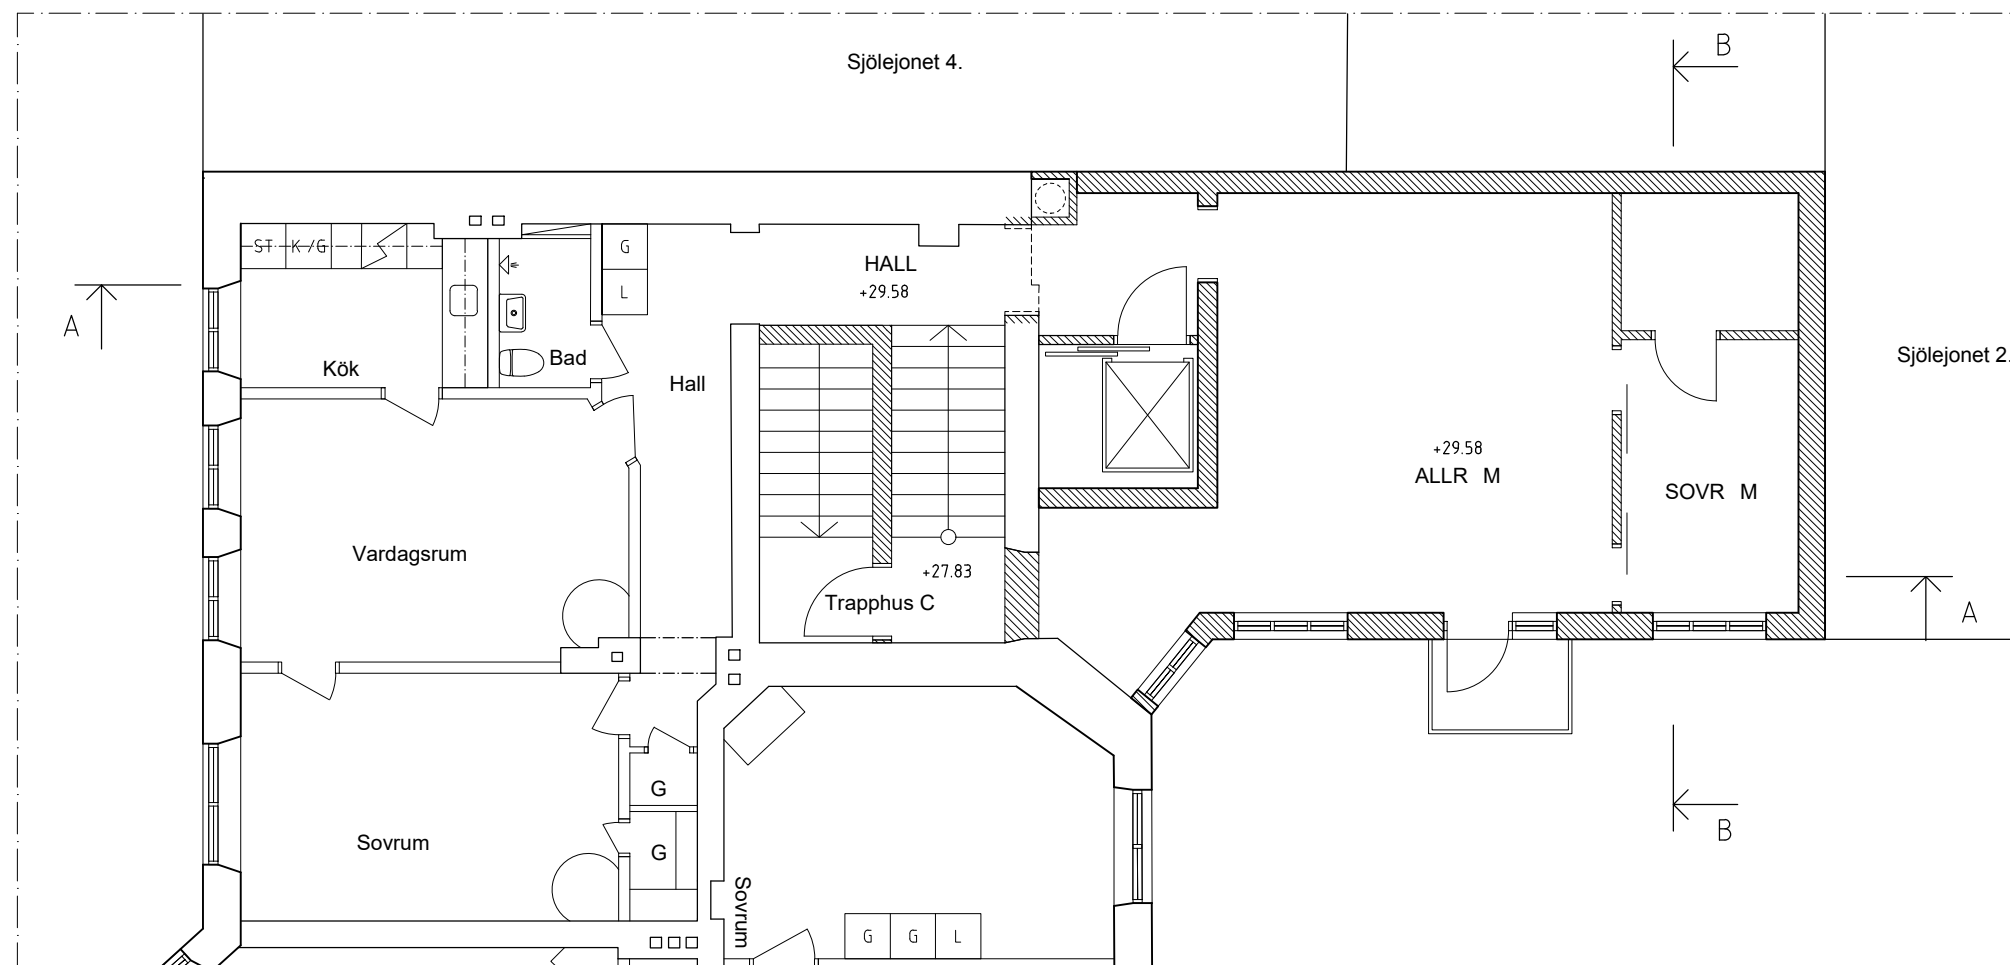 Sjölejonet 4.
B
ST
K/G
G
L
HALL
+29.58
A
Kök
Bad
Hall
Sjölejonet 2.
+29.58
ALLR M
SOVR M
Vardagsrum
+27.83
Trapphus C
A
G
Sovrum
G
B
Sovrum
G
G
L